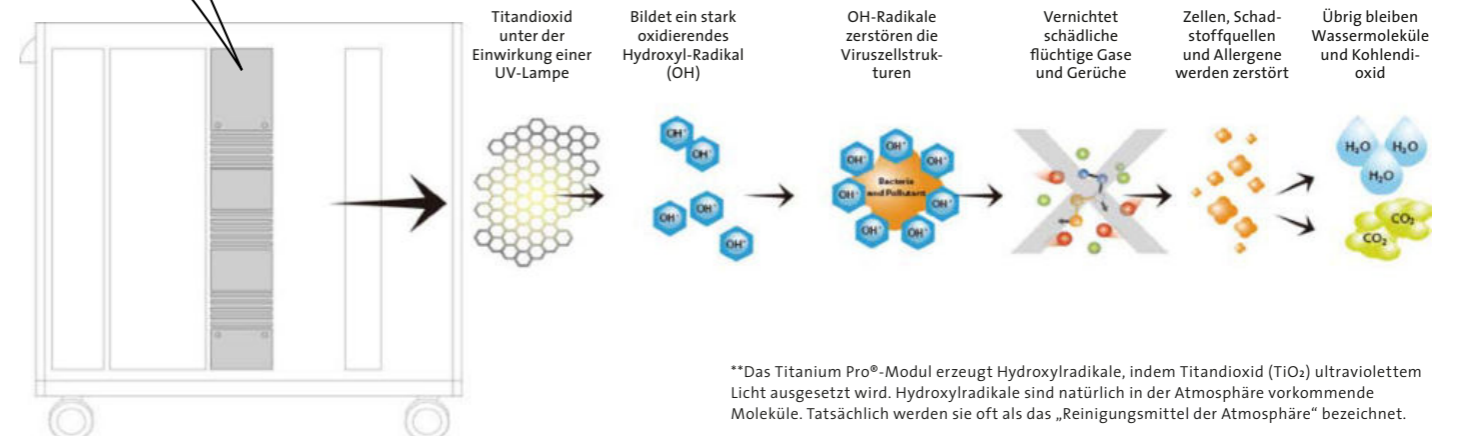 Titandioxid
unter der
Einwirkung einer
UV-Lampe
Bildet ein stark
oxidierendes
Hydroxyl-Radikal
(OH)
OH-Radikale
zerstören die
Viruszellstruk-
turen
Vernichtet
schädliche
flüchtige Gase
und Gerüche
Zellen, Schad-
stoffquellen
und Allergene
werden zerstört
Übrig bleiben
Wassermoleküle
und Kohlendi-
oxid
OH⁺
OH⁺
OH⁺
OH⁺
OH⁺
OH⁺
OH⁺
OH⁺
OH⁺
OH⁺
OH⁺
OH⁺
Bacteria
and Pollutant
H₂O
H₂O
H₂O
CO₂
CO₂
**Das Titanium Pro®-Modul erzeugt Hydroxylradikale, indem Titandioxid (TiO₂) ultraviolettem
Licht ausgesetzt wird. Hydroxylradikale sind natürlich in der Atmosphäre vorkommende
Moleküle. Tatsächlich werden sie oft als das „Reinigungsmittel der Atmosphäre“ bezeichnet.